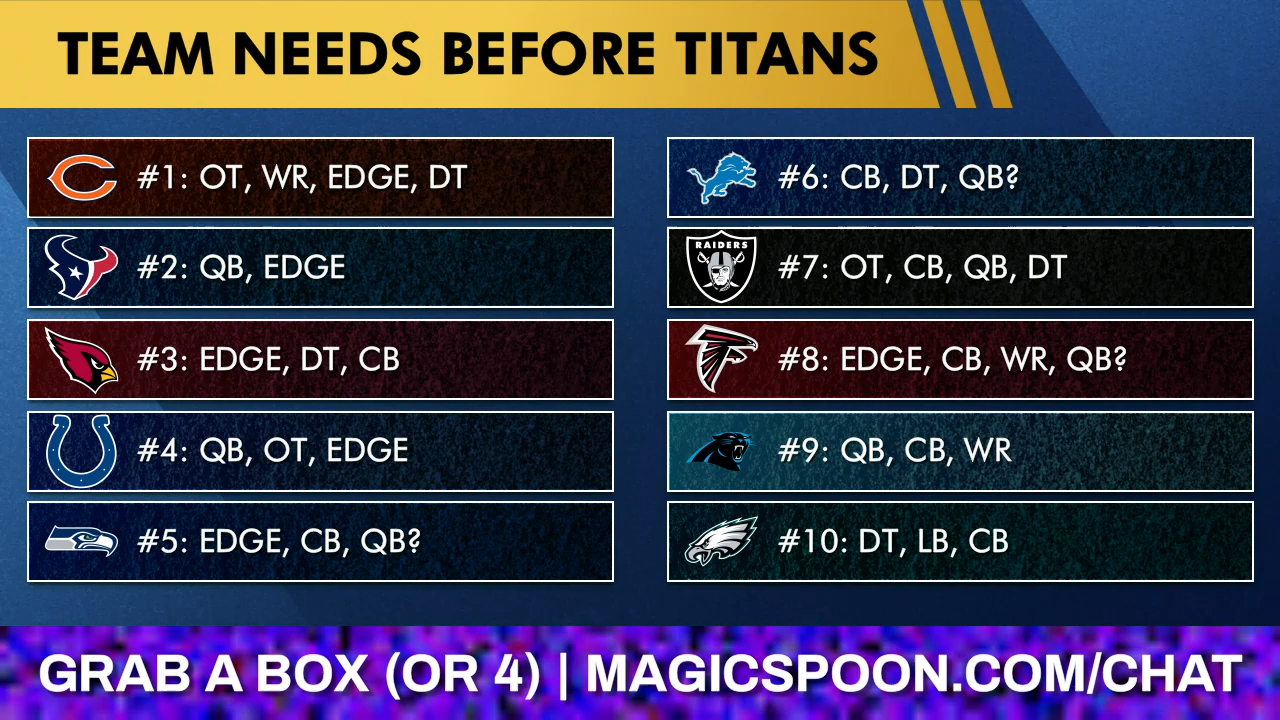 TEAM NEEDS BEFORE TITANS
#1: OT, WR, EDGE, DT
#2: QB, EDGE
#3: EDGE, DT, CB
#4: QB, OT, EDGE
#5: EDGE, CB, QB?
#6: CB, DT, QB?
RAIDERS
#7: OT, CB, QB, DT
#8: EDGE, CB, WR, QB?
#9: QB, CB, WR
#10: DT, LB, CB
GRAB A BOX (OR 4) | MAGICSPOON.COM/CHAT